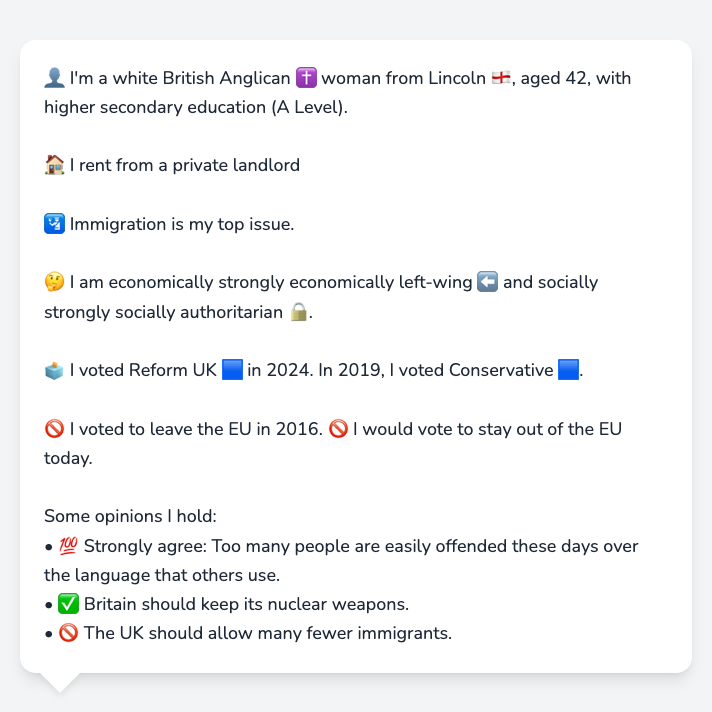 👤 I'm a white British Anglican ✝️ woman from Lincoln 🏴󠁧󠁢󠁥󠁮󠁧󠁿, aged 42, with
higher secondary education (A Level).
🏠 I rent from a private landlord
🛂 Immigration is my top issue.
🤔 I am economically strongly economically left-wing ⬅️ and socially
strongly socially authoritarian 🔒.
🗳️ I voted Reform UK 🟦 in 2024. In 2019, I voted Conservative 🟦.
🚫 I voted to leave the EU in 2016. 🚫 I would vote to stay out of the EU
today.
Some opinions I hold:
• 💯 Strongly agree: Too many people are easily offended these days over
the language that others use.
• ✅ Britain should keep its nuclear weapons.
• 🚫 The UK should allow many fewer immigrants.